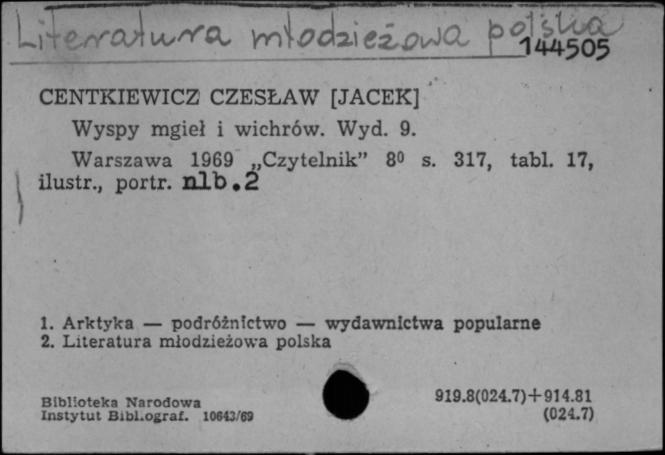 Literatura młodzieżowa polska
144505
CENTKIEWICZ CZESŁAW [JACEK]
Wyspy mgieł i wichrów. Wyd. 9.
Warszawa 1969 „Czytelnik” 8⁰ s. 317, tabl. 17,
ilustr., portr. nlb.2
1. Arktyka — podróżnictwo — wydawnictwa popularne
2. Literatura młodzieżowa polska
Biblioteka Narodowa
Instytut Bibl.ograf. 10643/69
919.8(024.7)+914.81
(024.7)